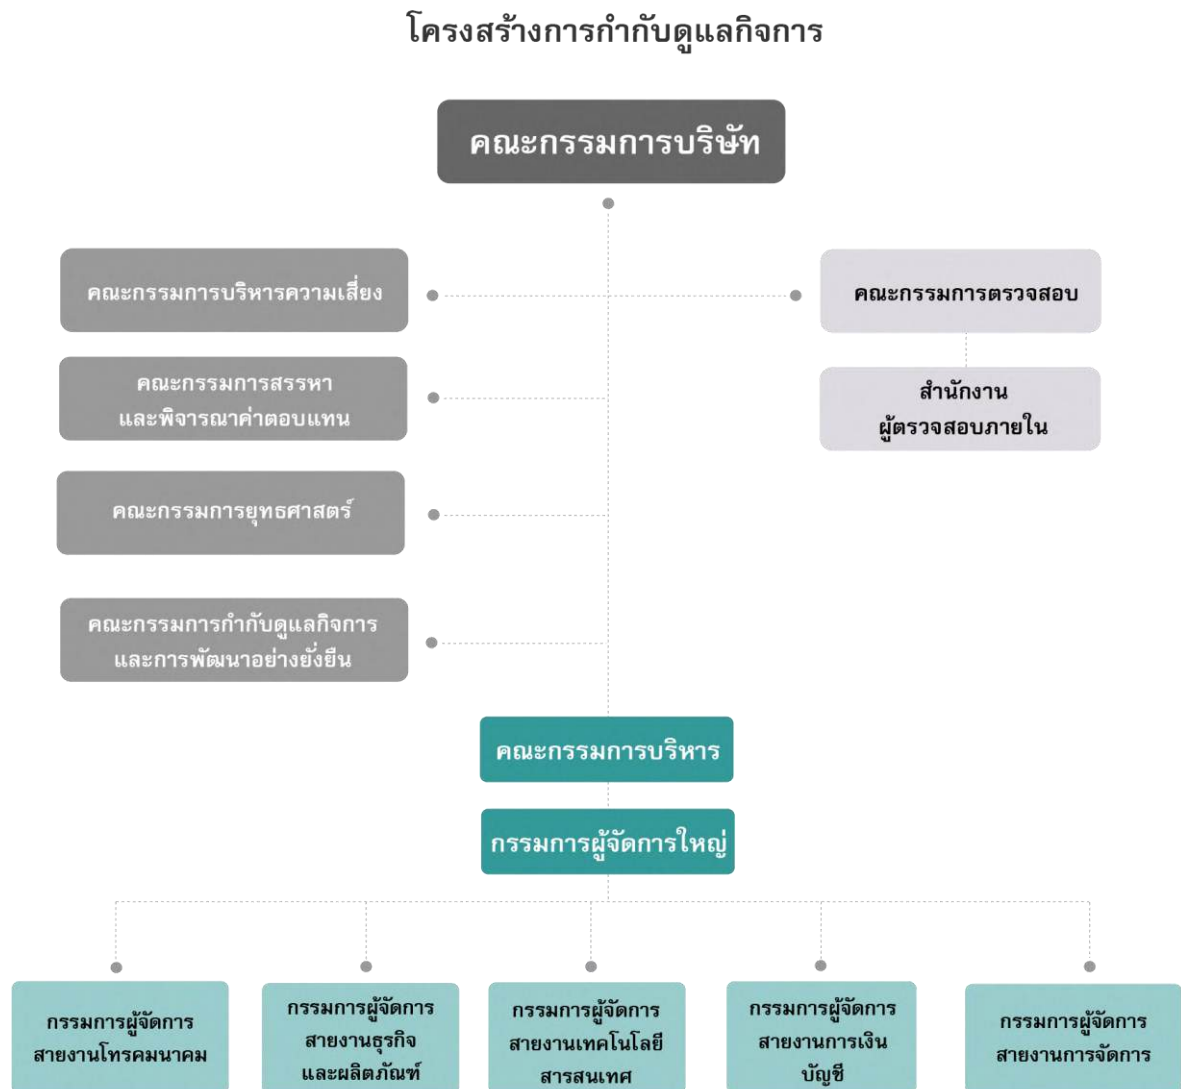 โครงสร้างการกำกับดูแลกิจการ
คณะกรรมการบริษัท
คณะกรรมการบริหารความเสี่ยง
คณะกรรมการตรวจสอบ
คณะกรรมการสรรหา
และพิจารณาค่าตอบแทน
สำนักงาน
ผู้ตรวจสอบภายใน
คณะกรรมการยุทธศาสตร์
คณะกรรมการกำกับดูแลกิจการ
และการพัฒนาอย่างยั่งยืน
คณะกรรมการบริหาร
กรรมการผู้จัดการใหญ่
กรรมการผู้จัดการ
สายงานโทรคมนาคม
กรรมการผู้จัดการ
สายงานธุรกิจ
และผลิตภัณฑ์
กรรมการผู้จัดการ
สายงานเทคโนโลยี
สารสนเทศ
กรรมการผู้จัดการ
สายงานการเงิน
บัญชี
กรรมการผู้จัดการ
สายงานการจัดการ